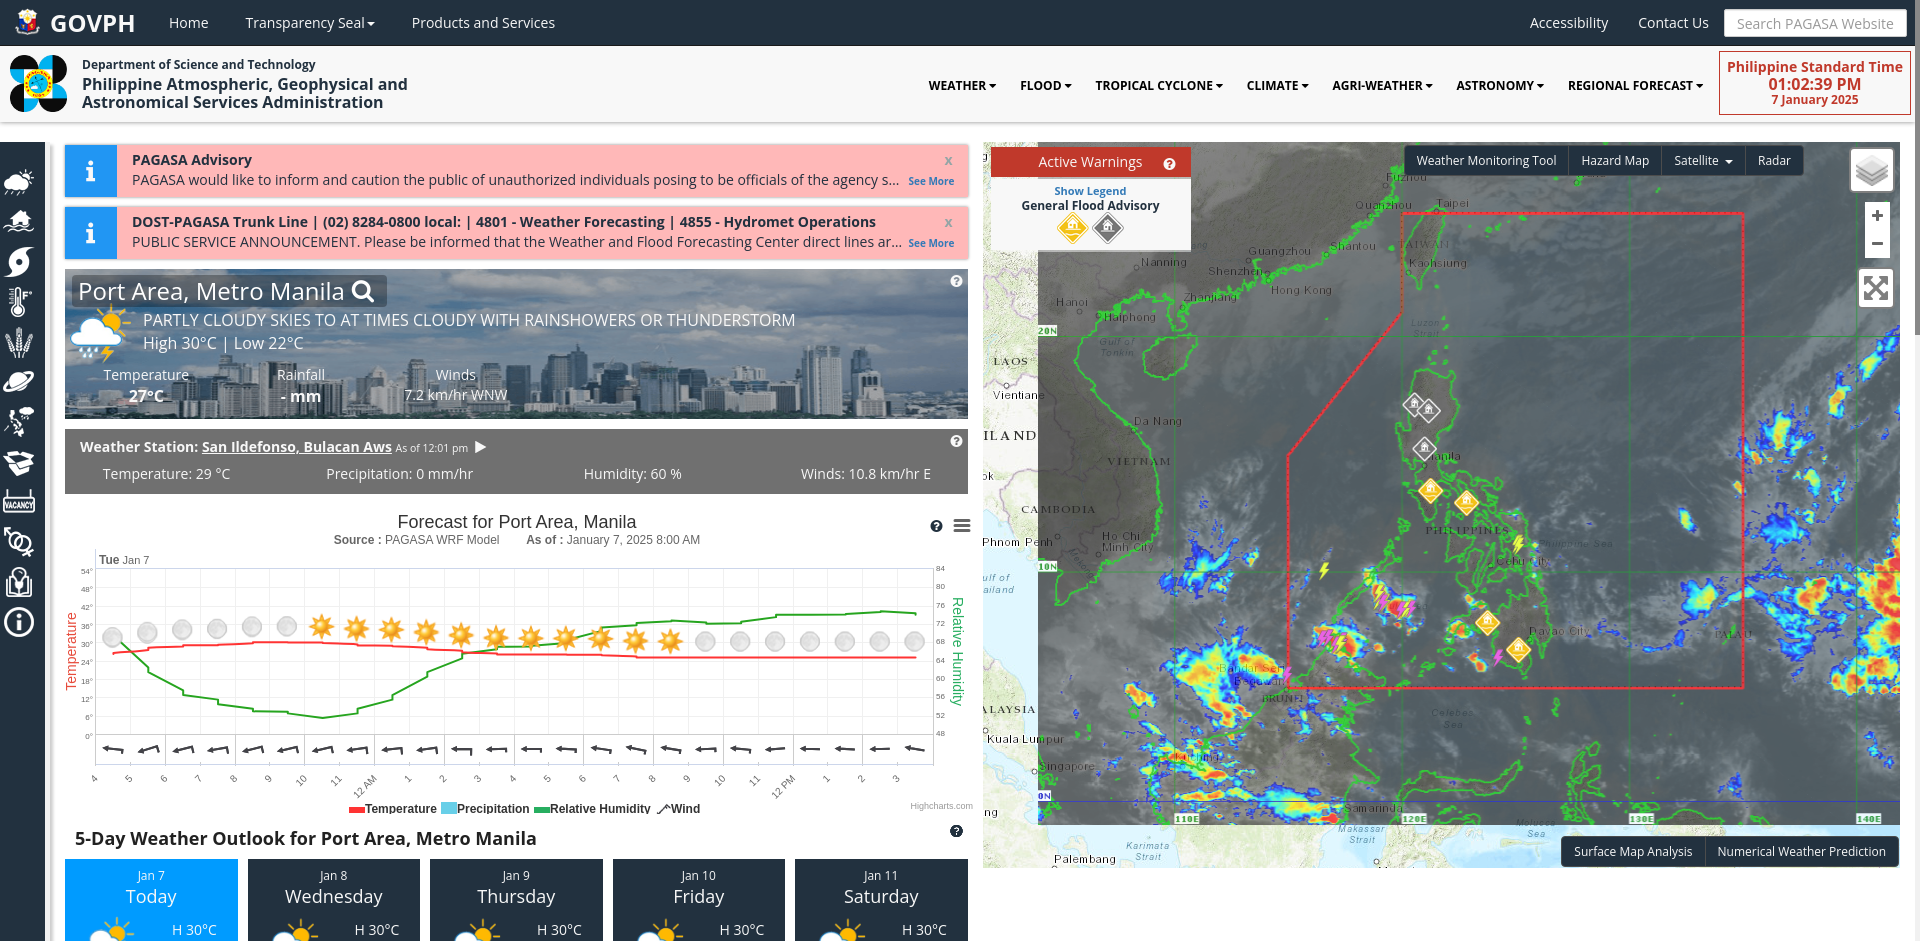 GOVPH
Home
Transparency Seal
Products and Services
Accessibility
Contact Us
Search PAGASA Website
Department of Science and Technology
Philippine Atmospheric, Geophysical and
Astronomical Services Administration
WEATHER
FLOOD
TROPICAL CYCLONE
CLIMATE
AGRI-WEATHER
ASTRONOMY
REGIONAL FORECAST
Philippine Standard Time
01:02:39 PM
7 January 2025
VACANCY
PAGASA Advisory
x
PAGASA would like to inform and caution the public of unauthorized individuals posing to be officials of the agency s... See More
DOST-PAGASA Trunk Line | (02) 8284-0800 local: | 4801 - Weather Forecasting | 4855 - Hydromet Operations
x
PUBLIC SERVICE ANNOUNCEMENT. Please be informed that the Weather and Flood Forecasting Center direct lines ar... See More
Port Area, Metro Manila
PARTLY CLOUDY SKIES TO AT TIMES CLOUDY WITH RAINSHOWERS OR THUNDERSTORM
High 30°C | Low 22°C
Temperature Rainfall Winds
27°C - mm 7.2 km/hr WNW
Weather Station: San Ildefonso, Bulacan Aws As of 12:01 pm
Temperature: 29 °C Precipitation: 0 mm/hr Humidity: 60 % Winds: 10.8 km/hr E
Forecast for Port Area, Manila
Source : PAGASA WRF Model As of : January 7, 2025 8:00 AM
Tue Jan 7
Temperature
54°
48°
42°
36°
30°
24°
18°
12°
6°
0°
84
80
76
72
68
64
60
56
52
48
Relative Humidity
4 5 6 7 8 9 10 11 12 AM 1 2 3 4 5 6 7 8 9 10 11 12 PM 1 2 3
Temperature Precipitation Relative Humidity Wind
Highcharts.com
5-Day Weather Outlook for Port Area, Metro Manila
Jan 7
Today
H 30°C
Jan 8
Wednesday
H 30°C
Jan 9
Thursday
H 30°C
Jan 10
Friday
H 30°C
Jan 11
Saturday
H 30°C
Active Warnings
Show Legend
General Flood Advisory
Weather Monitoring Tool
Hazard Map
Satellite
Radar
+
−
Fuzhou
Quanzhou
Taipei
TAIWAN
Kaohsiung
Guangzhou
Shantou
Nanning
Shenzhen
Hong Kong
Zhanjiang
Hanoi
Haiphong
Gulf of
Tonkin
Luzon
Strait
20N
LAOS
Vientiane
Da Nang
ILAND
VIETNAM
ok
CAMBODIA
Phnom Penh
Ho Chi
Minh City
Manila
PHILIPPINES
Philippine Sea
Cebu City
10N
ulf of
ailand
Davao City
PALAU
Bandar Seri
Begawan
BRUNEI
ALAYSIA
Celebes
Sea
Kuala Lumpur
Kuching
Singapore
0N
ng
Samarinda
110E
120E
130E
140E
Makassar
Strait
Molucca
Sea
Karimata
Strait
Palembang
Surface Map Analysis
Numerical Weather Prediction